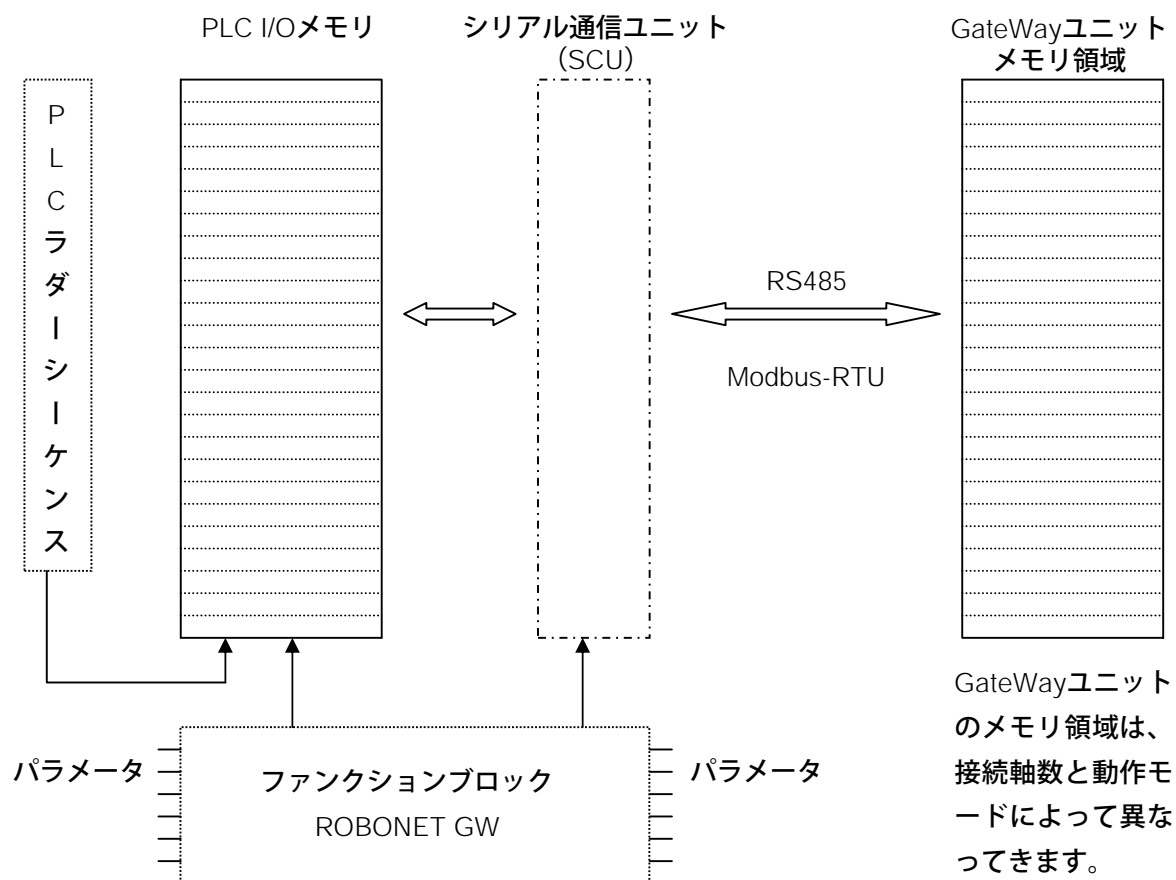 PLC I/Oメモリ
シリアル通信ユニット
（SCU）
GateWayユニット
メモリ領域
PLCラダーシーケンス
RS485
Modbus-RTU
パラメータ
ファンクションブロック
ROBONET GW
パラメータ
GateWayユニット
のメモリ領域は、
接続軸数と動作モ
ードによって異な
ってきます。